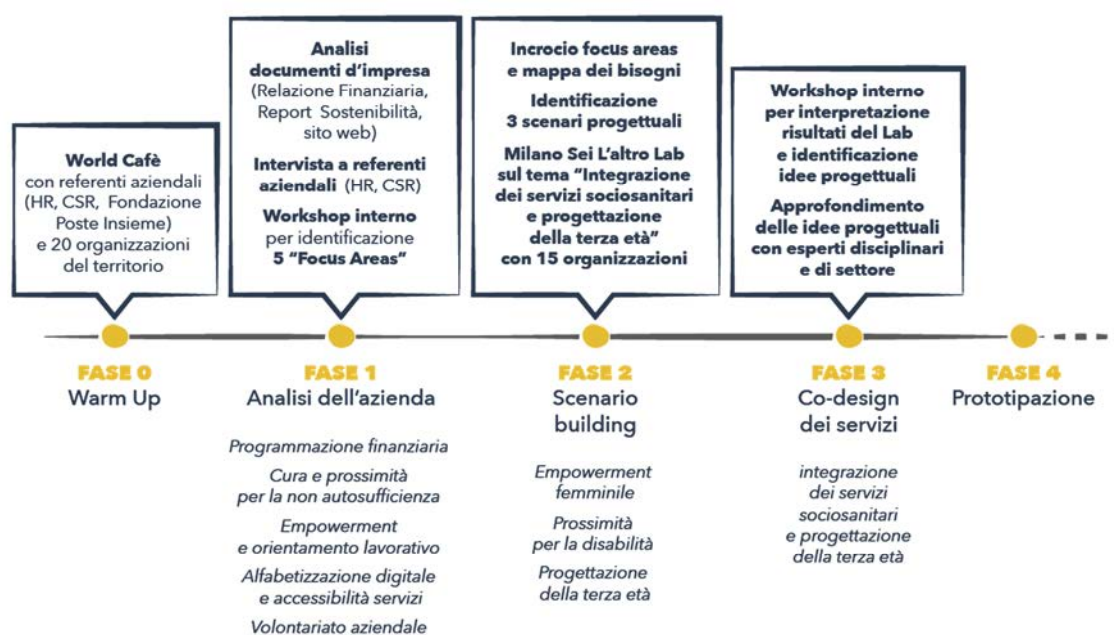 World Cafè
con referenti aziendali
(HR, CSR, Fondazione
Poste Insieme)
e 20 organizzazioni
del territorio
Analisi
documenti d'impresa
(Relazione Finanziaria,
Report Sostenibilità,
sito web)
Intervista a referenti
aziendali (HR, CSR)
Workshop interno
per identificazione
5 "Focus Areas"
Incrocio focus areas
e mappa dei bisogni
Identificazione
3 scenari progettuali
Milano Sei L'altro Lab
sul tema "Integrazione
dei servizi sociosanitari
e progettazione
della terza età"
con 15 organizzazioni
Workshop interno
per interpretazione
risultati del Lab
e identificazione
idee progettuali
Approfondimento
delle idee progettuali
con esperti disciplinari
e di settore
FASE 0
Warm Up
FASE 1
Analisi dell'azienda
Programmazione finanziaria
Cura e prossimità
per la non autosufficienza
Empowerment
e orientamento lavorativo
Alfabetizzazione digitale
e accessibilità servizi
Volontariato aziendale
FASE 2
Scenario
building
Empowerment
femminile
Prossimità
per la disabilità
Progettazione
della terza età
FASE 3
Co-design
dei servizi
integrazione
dei servizi
sociosanitari
e progettazione
della terza età
FASE 4
Prototipazione